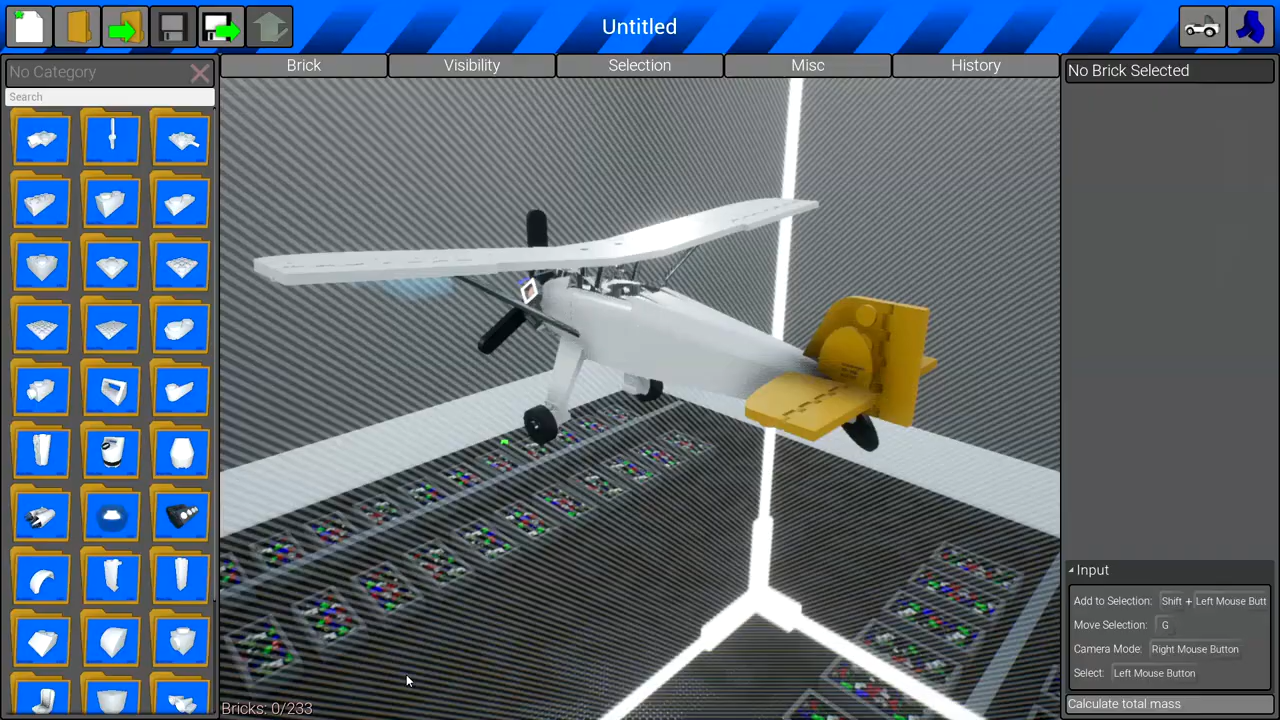 Untitled
No Category
Search
Brick
Visibility
Selection
Misc
History
No Brick Selected
Bricks: 0/233
Input
Add to Selection: Shift + Left Mouse Butt
Move Selection: G
Camera Mode: Right Mouse Button
Select: Left Mouse Button
Calculate total mass